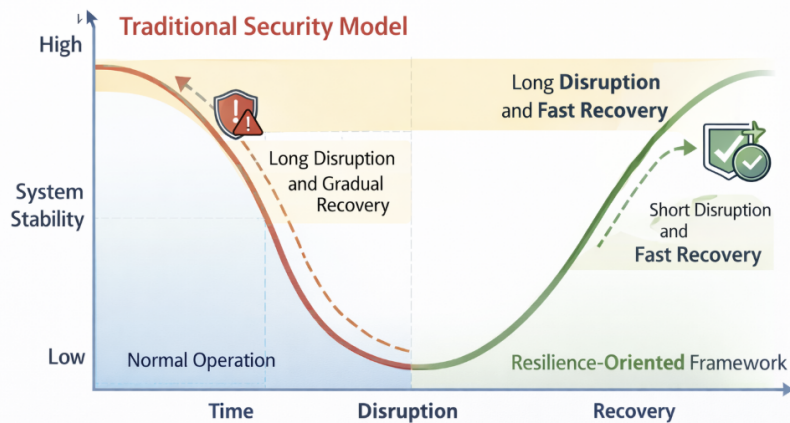 Traditional Security Model
High
Long Disruption
and Fast Recovery
Long Disruption
and Gradual
Recovery
System
Stability
Short Disruption
and
Fast Recovery
Low
Normal Operation
Resilience-Oriented Framework
Time
Disruption
Recovery